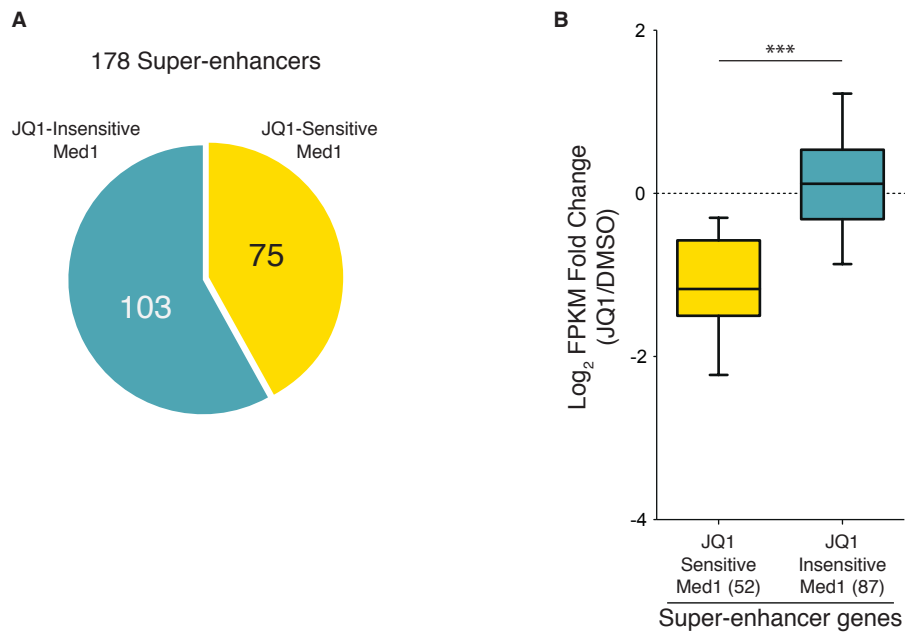 A
178 Super-enhancers
JQ1-Insensitive
Med1
JQ1-Sensitive
Med1
103
75
B
Log2 FPKM Fold Change
(JQ1/DMSO)
2
0
-2
-4
***
JQ1
Sensitive
Med1 (52)
JQ1
Insensitive
Med1 (87)
Super-enhancer genes